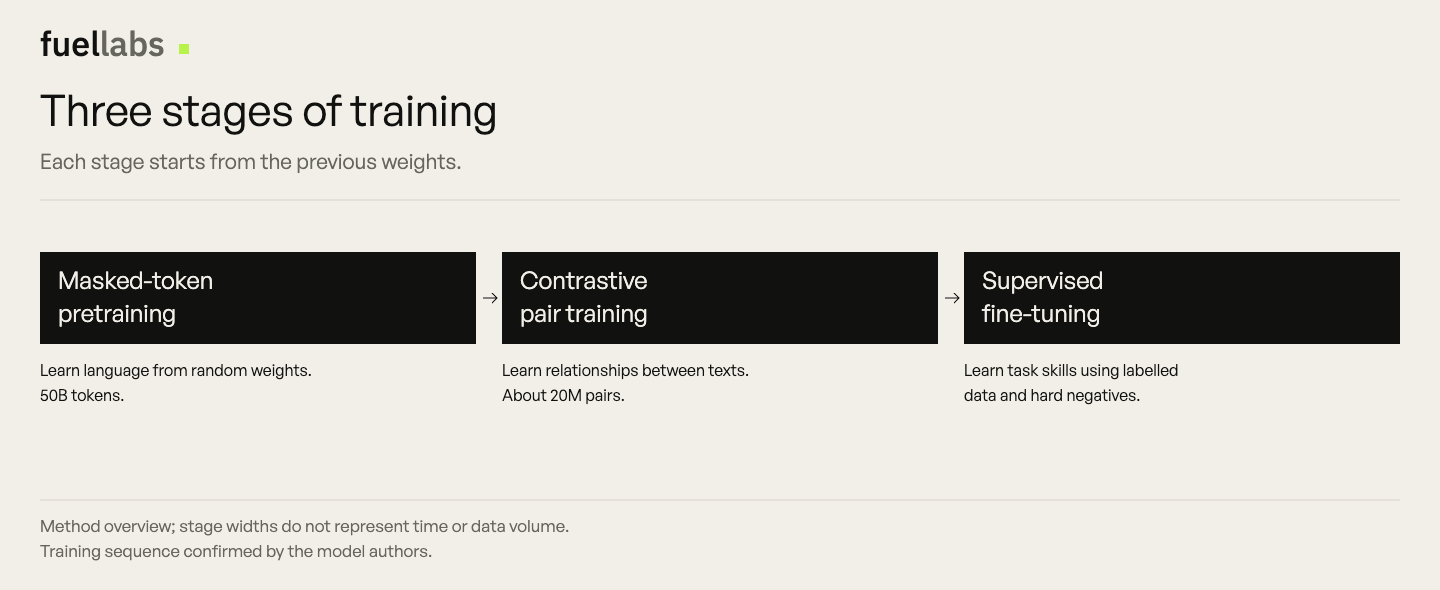 fuellabs
Three stages of training
Each stage starts from the previous weights.
Masked-token
pretraining
→
Contrastive
pair training
→
Supervised
fine-tuning
Learn language from random weights.
50B tokens.
Learn relationships between texts.
About 20M pairs.
Learn task skills using labelled
data and hard negatives.
Method overview; stage widths do not represent time or data volume.
Training sequence confirmed by the model authors.